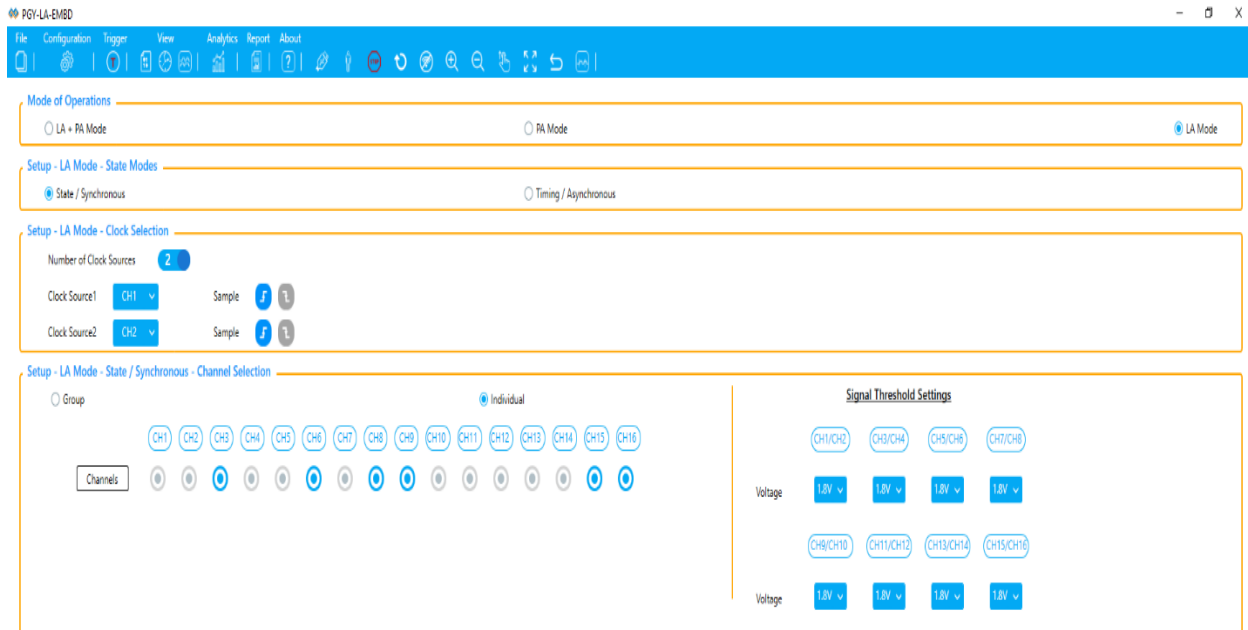 PGY-LA-EMBD
File Configuration Trigger View Analytics Report About
Mode of Operations
LA + PA Mode PA Mode LA Mode
Setup - LA Mode - State Modes
State / Synchronous Timing / Asynchronous
Setup - LA Mode - Clock Selection
Number of Clock Sources 2
Clock Source1 CH1 Sample
Clock Source2 CH2 Sample
Setup - LA Mode - State / Synchronous - Channel Selection
Group Individual
CH1 CH2 CH3 CH4 CH5 CH6 CH7 CH8 CH9 CH10 CH11 CH12 CH13 CH14 CH15 CH16
Channels
Signal Threshold Settings
CH1/CH2 CH3/CH4 CH5/CH6 CH7/CH8
Voltage 1.8V 1.8V 1.8V 1.8V
CH9/CH10 CH11/CH12 CH13/CH14 CH15/CH16
Voltage 1.8V 1.8V 1.8V 1.8V